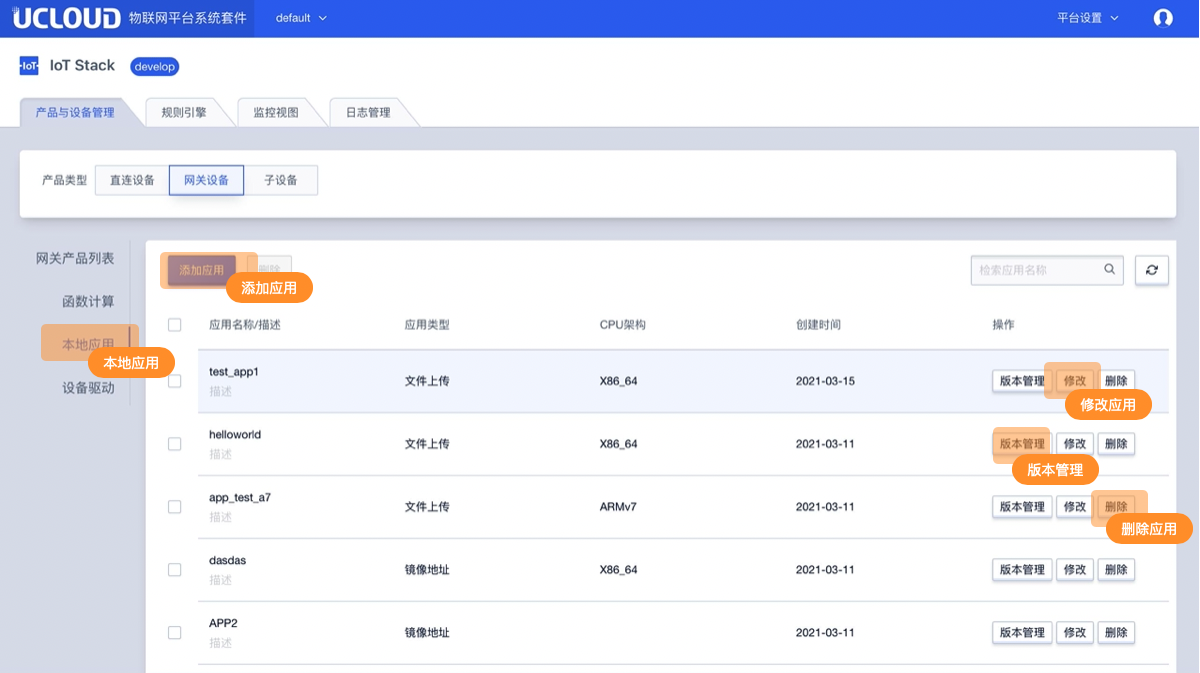 UCLOUD 物联网平台系统套件 default 平台设置
·IoT· IoT Stack develop
产品与设备管理 规则引擎 监控视图 日志管理
产品类型 直连设备 网关设备 子设备
网关产品列表
函数计算
本地应用
本地应用
设备驱动
添加应用 删除 检索应用名称
添加应用
应用名称/描述 应用类型 CPU架构 创建时间 操作
test_app1 文件上传 X86_64 2021-03-15 版本管理 修改 删除
描述
修改应用
helloworld 文件上传 X86_64 2021-03-11 版本管理 修改 删除
描述
版本管理
app_test_a7 文件上传 ARMv7 2021-03-11 版本管理 修改 删除
描述
删除应用
dasdas 镜像地址 X86_64 2021-03-11 版本管理 修改 删除
描述
APP2 镜像地址 2021-03-11 版本管理 修改 删除
描述